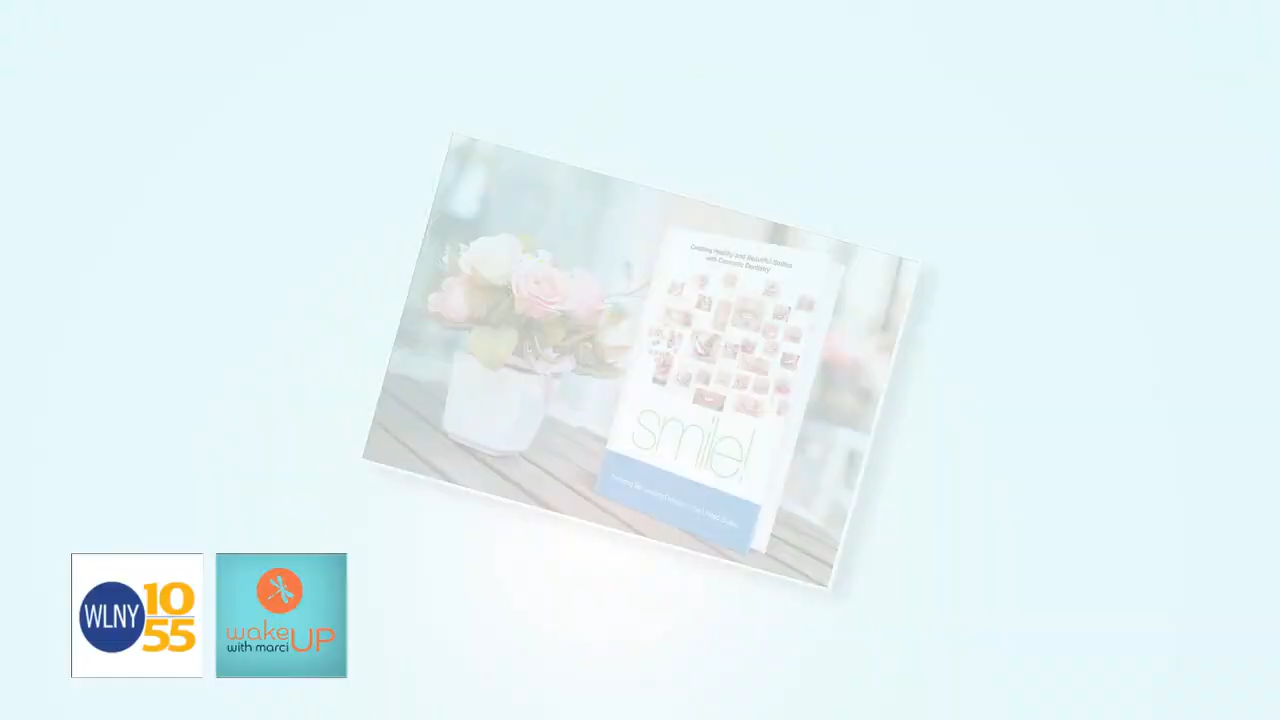 Creating Healthy and Beautiful Smiles
with Cosmetic Dentistry
smile!
WLNY 10
55
wake UP
with marci